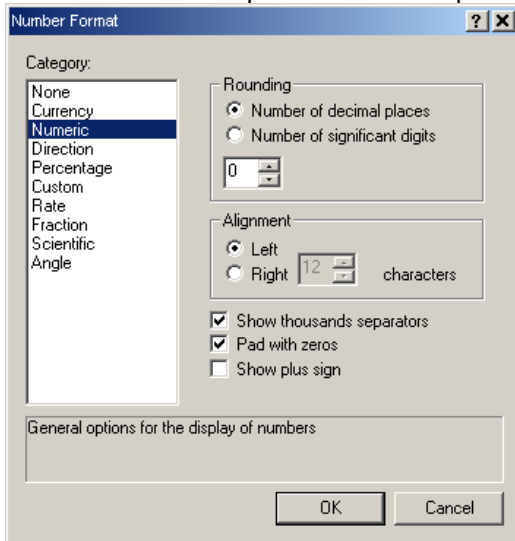 Number Format
Category:
None
Currency
Numeric
Direction
Percentage
Custom
Rate
Fraction
Scientific
Angle
Rounding
Number of decimal places
Number of significant digits
0
Alignment
Left
Right 12 characters
Show thousands separators
Pad with zeros
Show plus sign
General options for the display of numbers
OK Cancel